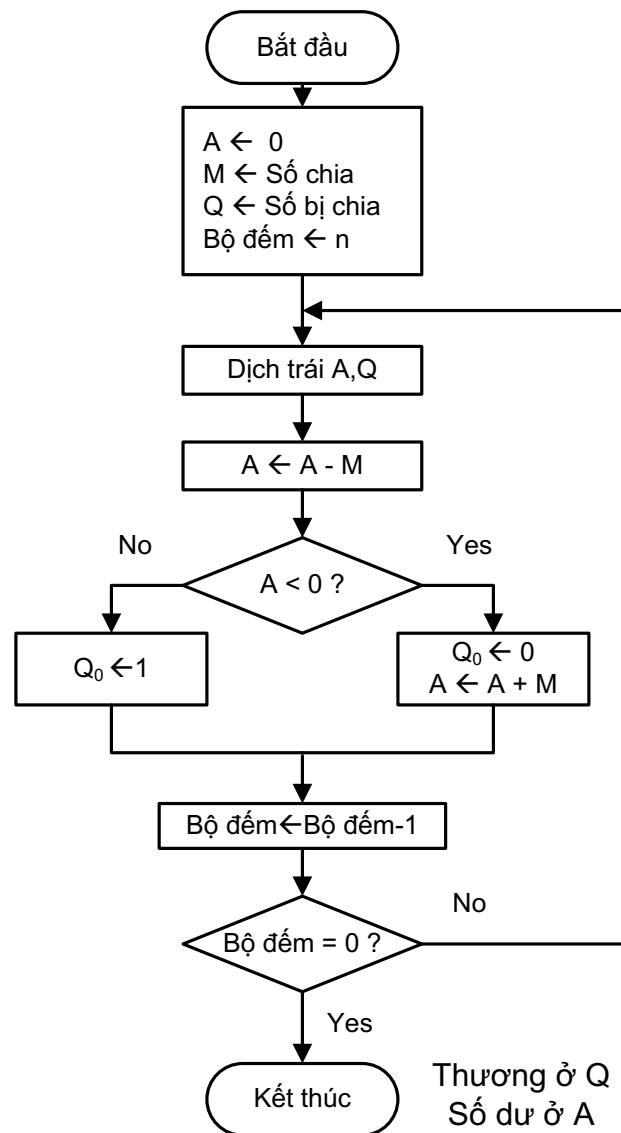 Bắt đầu
A ← 0
M ← Số chia
Q ← Số bị chia
Bộ đếm ← n
Dịch trái A,Q
A ← A - M
No
Yes
A < 0 ?
Q₀ ←1
Q₀ ← 0
A ← A + M
Bộ đếm←Bộ đếm-1
No
Bộ đếm = 0 ?
Yes
Kết thúc
Thương ở Q
Số dư ở A